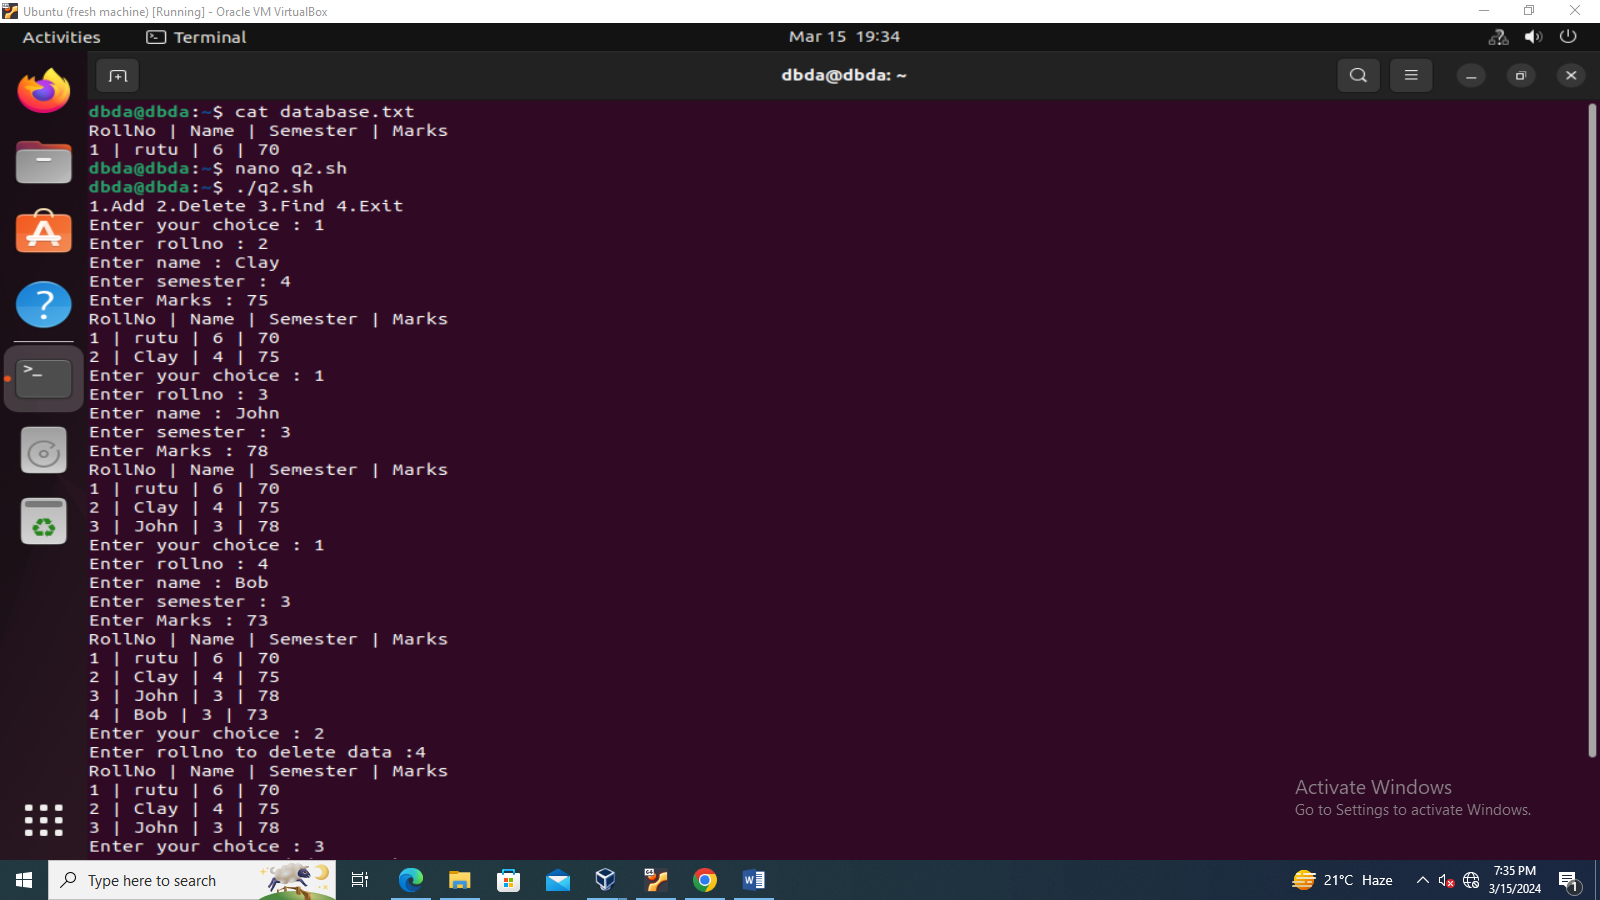 Ubuntu (fresh machine) [Running] - Oracle VM VirtualBox
Activities Terminal Mar 15 19:34
dbda@dbda: ~
dbda@dbda:~$ cat database.txt
RollNo | Name | Semester | Marks
1 | rutu | 6 | 70
dbda@dbda:~$ nano q2.sh
dbda@dbda:~$ ./q2.sh
1.Add 2.Delete 3.Find 4.Exit
Enter your choice : 1
Enter rollno : 2
Enter name : Clay
Enter semester : 4
Enter Marks : 75
RollNo | Name | Semester | Marks
1 | rutu | 6 | 70
2 | Clay | 4 | 75
Enter your choice : 1
Enter rollno : 3
Enter name : John
Enter semester : 3
Enter Marks : 78
RollNo | Name | Semester | Marks
1 | rutu | 6 | 70
2 | Clay | 4 | 75
3 | John | 3 | 78
Enter your choice : 1
Enter rollno : 4
Enter name : Bob
Enter semester : 3
Enter Marks : 73
RollNo | Name | Semester | Marks
1 | rutu | 6 | 70
2 | Clay | 4 | 75
3 | John | 3 | 78
4 | Bob | 3 | 73
Enter your choice : 2
Enter rollno to delete data :4
RollNo | Name | Semester | Marks
1 | rutu | 6 | 70
2 | Clay | 4 | 75
3 | John | 3 | 78
Enter your choice : 3
Activate Windows
Go to Settings to activate Windows.
Type here to search
21°C Haze
7:35 PM
3/15/2024
1